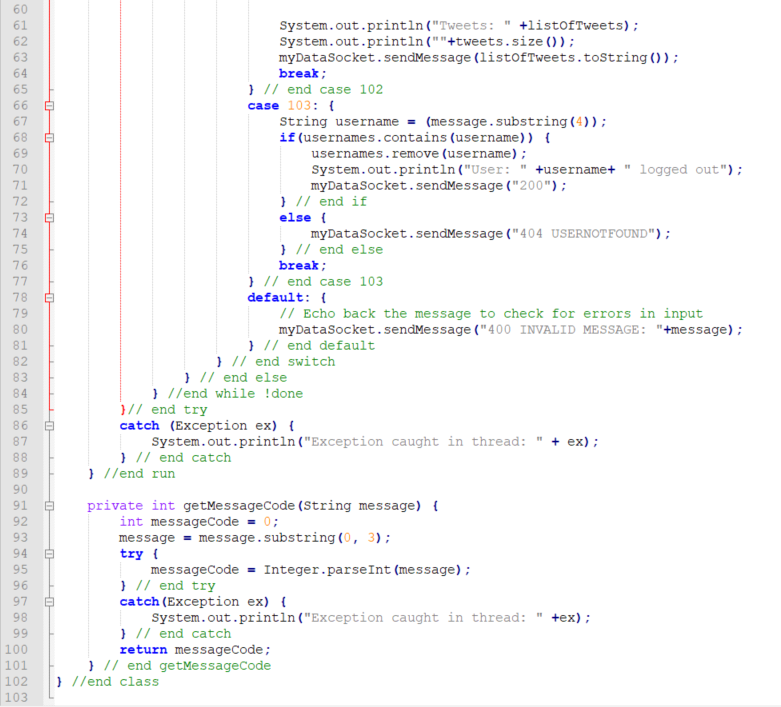 60
61 System.out.println("Tweets: " +listOfTweets);
62 System.out.println(""+tweets.size());
63 myDataSocket.sendMessage(listOfTweets.toString());
64 break;
65 } // end case 102
66 case 103: {
67 String username = (message.substring(4));
68 if(usernames.contains(username)) {
69 usernames.remove(username);
70 System.out.println("User: " +username+ " logged out");
71 myDataSocket.sendMessage("200");
72 } // end if
73 else {
74 myDataSocket.sendMessage("404 USERNOTFOUND");
75 } // end else
76 break;
77 } // end case 103
78 default: {
79 // Echo back the message to check for errors in input
80 myDataSocket.sendMessage("400 INVALID MESSAGE: "+message);
81 } // end default
82 } // end switch
83 } // end else
84 } //end while !done
85 }// end try
86 catch (Exception ex) {
87 System.out.println("Exception caught in thread: " + ex);
88 } // end catch
89 } //end run
90
91 private int getMessageCode(String message) {
92 int messageCode = 0;
93 message = message.substring(0, 3);
94 try {
95 messageCode = Integer.parseInt(message);
96 } // end try
97 catch(Exception ex) {
98 System.out.println("Exception caught in thread: " +ex);
99 } // end catch
100 return messageCode;
101 } // end getMessageCode
102 } //end class
103